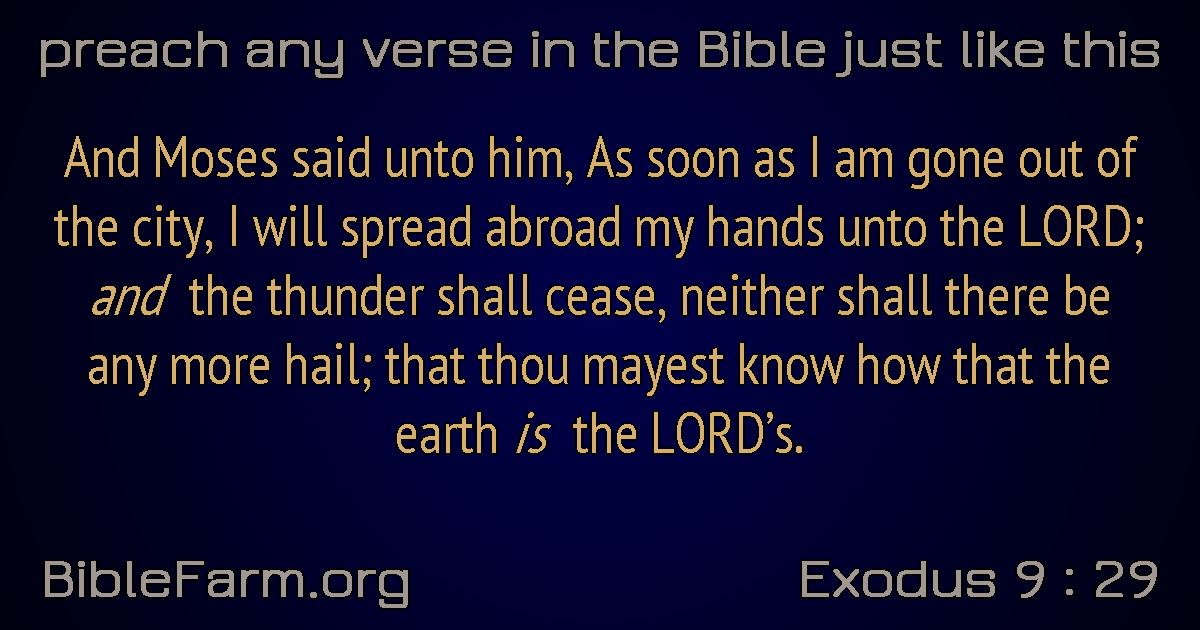 preach any verse in the Bible just like this
And Moses said unto him, As soon as I am gone out of
the city, I will spread abroad my hands unto the LORD;
and the thunder shall cease, neither shall there be
any more hail; that thou mayest know how that the
earth is the LORD’s.
BibleFarm.org
Exodus 9 : 29